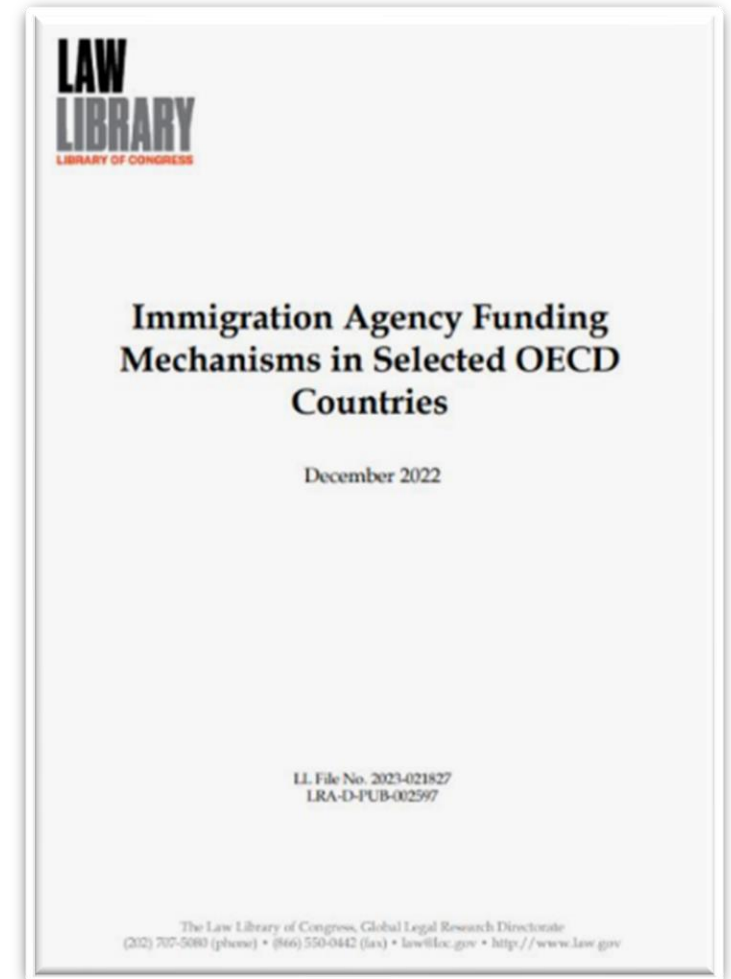 LAW
LIBRARY
LIBRARY OF CONGRESS
Immigration Agency Funding
Mechanisms in Selected OECD
Countries
December 2022
LL File No. 2023-021827
LRA-D-PUB-002597
The Law Library of Congress, Global Legal Research Directorate
(202) 707-5080 (phone) • (866) 550-0442 (fax) • law@loc.gov • http://www.law.gov